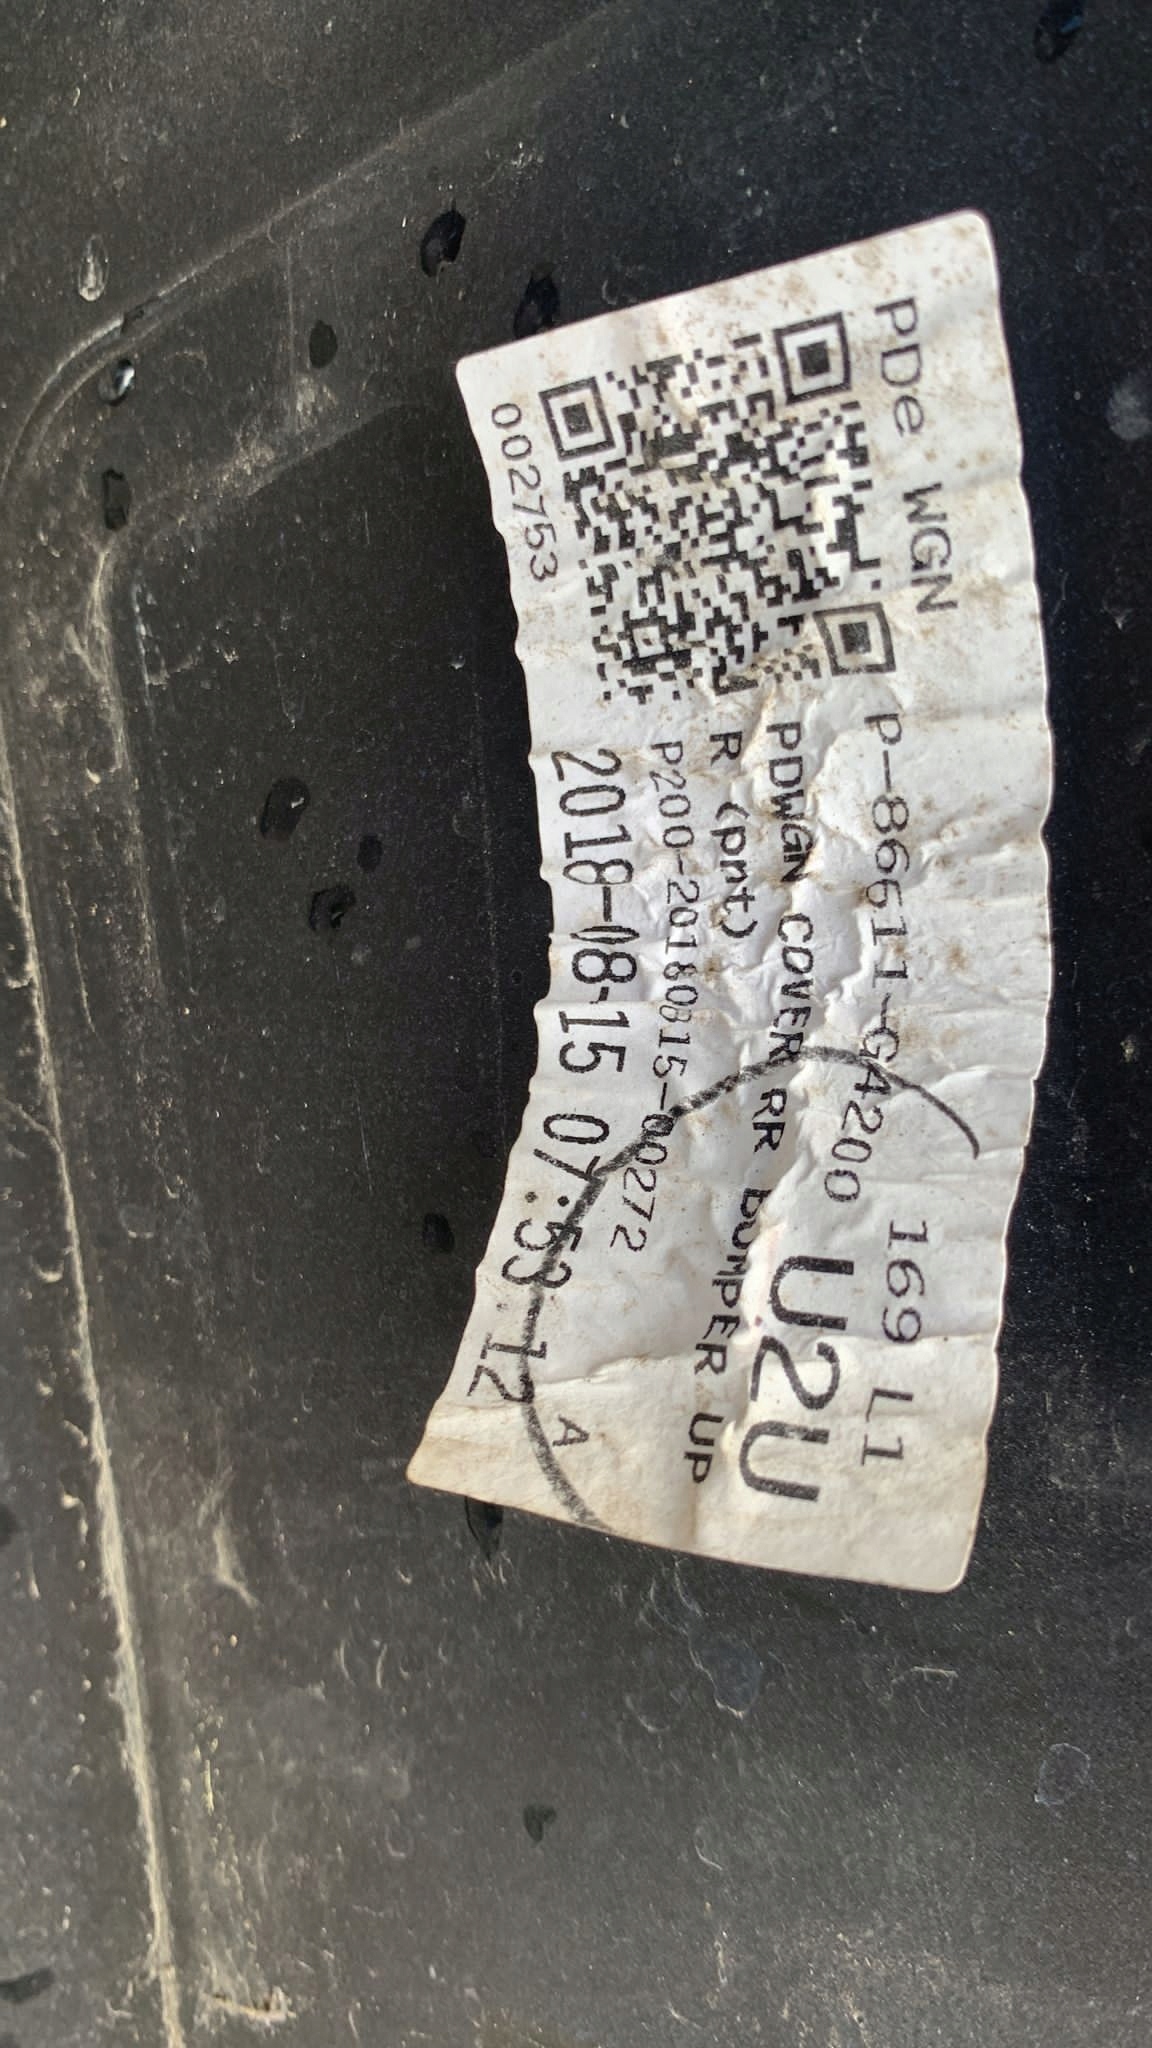 PDe WGN
P-86611-G4200 169 L1
PDWGN COVER RR BUMPER UP
R (pnt)
U2U
P200-20180815-00272
002753
2018-08-15 07:53:12 A